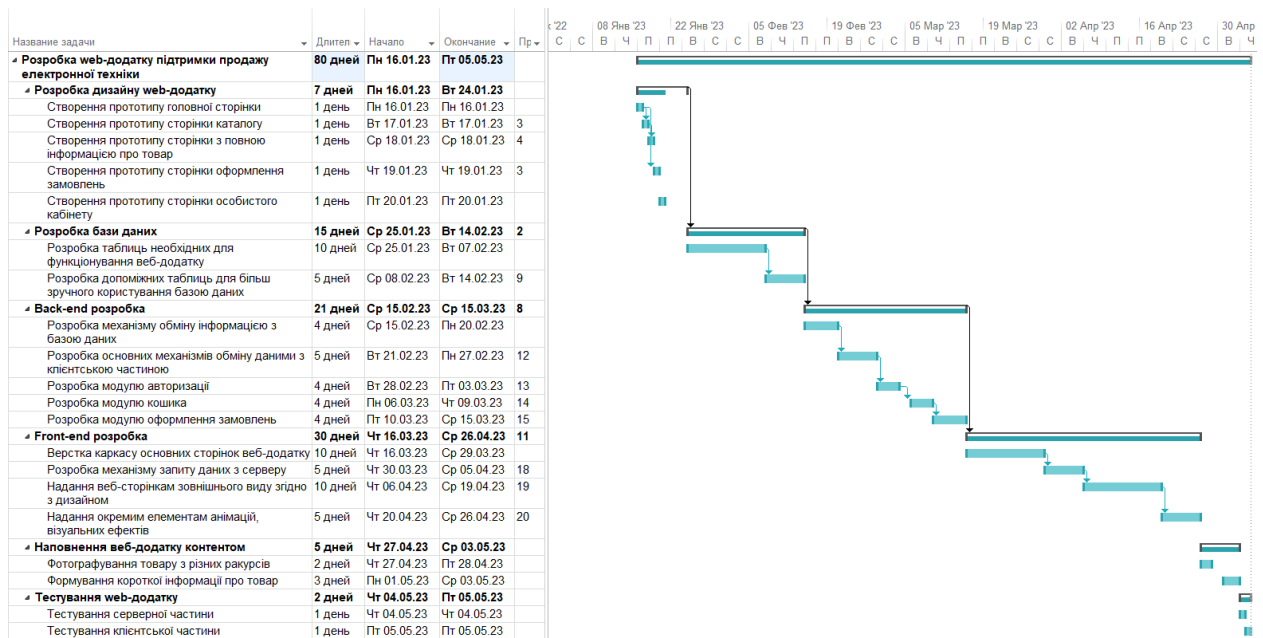 к '22 08 Янв '23 22 Янв '23 05 Фев '23 19 Фев '23 05 Мар '23 19 Мар '23 02 Апр '23 16 Апр '23 30 Апр
Название задачи Длител Начало Окончание Пр С С В Ч П П В С С В Ч П П В С С В Ч П П В С С В Ч П П В С С В Ч
Розробка web-додатку підтримки продажу 80 дней Пн 16.01.23 Пт 05.05.23
електронної техніки
Розробка дизайну web-додатку 7 дней Пн 16.01.23 Вт 24.01.23
Створення прототипу головної сторінки 1 день Пн 16.01.23 Пн 16.01.23
Створення прототипу сторінки каталогу 1 день Вт 17.01.23 Вт 17.01.23 3
Створення прототипу сторінки з повною 1 день Ср 18.01.23 Ср 18.01.23 4
інформацією про товар
Створення прототипу сторінки оформлення 1 день Чт 19.01.23 Чт 19.01.23 3
замовлень
Створення прототипу сторінки особистого 1 день Пт 20.01.23 Пт 20.01.23
кабінету
Розробка бази даних 15 дней Ср 25.01.23 Вт 14.02.23 2
Розробка таблиць необхідних для 10 дней Ср 25.01.23 Вт 07.02.23
функціонування веб-додатку
Розробка допоміжних таблиць для більш 5 дней Ср 08.02.23 Вт 14.02.23 9
зручного користування базою даних
Back-end розробка 21 дней Ср 15.02.23 Ср 15.03.23 8
Розробка механізму обміну інформацією з 4 дней Ср 15.02.23 Пн 20.02.23
базою даних
Розробка основних механізмів обміну даними з 5 дней Вт 21.02.23 Пн 27.02.23 12
клієнтською частиною
Розробка модулю авторизації 4 дней Вт 28.02.23 Пт 03.03.23 13
Розробка модулю кошика 4 дней Пн 06.03.23 Чт 09.03.23 14
Розробка модулю оформлення замовлень 4 дней Пт 10.03.23 Ср 15.03.23 15
Front-end розробка 30 дней Чт 16.03.23 Ср 26.04.23 11
Верстка каркасу основних сторінок веб-додатку 10 дней Чт 16.03.23 Ср 29.03.23
Розробка механізму запиту даних з серверу 5 дней Чт 30.03.23 Ср 05.04.23 18
Надання веб-сторінкам зовнішнього виду згідно 10 дней Чт 06.04.23 Ср 19.04.23 19
з дизайном
Надання окремим елементам анімацій, 5 дней Чт 20.04.23 Ср 26.04.23 20
візуальних ефектів
Наповнення веб-додатку контентом 5 дней Чт 27.04.23 Ср 03.05.23
Фотографування товару з різних ракурсів 2 дней Чт 27.04.23 Пт 28.04.23
Формування короткої інформації про товар 3 дней Пн 01.05.23 Ср 03.05.23
Тестування web-додатку 2 дней Чт 04.05.23 Пт 05.05.23
Тестування серверної частини 1 день Чт 04.05.23 Чт 04.05.23
Тестування клієнтської частини 1 день Пт 05.05.23 Пт 05.05.23